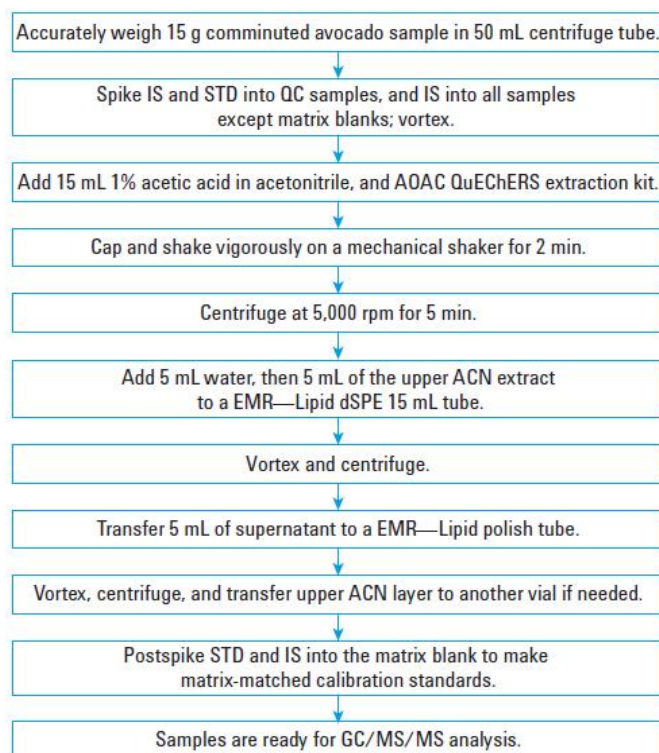 Accurately weigh 15 g comminuted avocado sample in 50 mL centrifuge tube.
Spike IS and STD into QC samples, and IS into all samples
except matrix blanks; vortex.
Add 15 mL 1% acetic acid in acetonitrile, and AOAC QuEChERS extraction kit.
Cap and shake vigorously on a mechanical shaker for 2 min.
Centrifuge at 5,000 rpm for 5 min.
Add 5 mL water, then 5 mL of the upper ACN extract
to a EMR—Lipid dSPE 15 mL tube.
Vortex and centrifuge.
Transfer 5 mL of supernatant to a EMR—Lipid polish tube.
Vortex, centrifuge, and transfer upper ACN layer to another vial if needed.
Postspike STD and IS into the matrix blank to make
matrix-matched calibration standards.
Samples are ready for GC/MS/MS analysis.